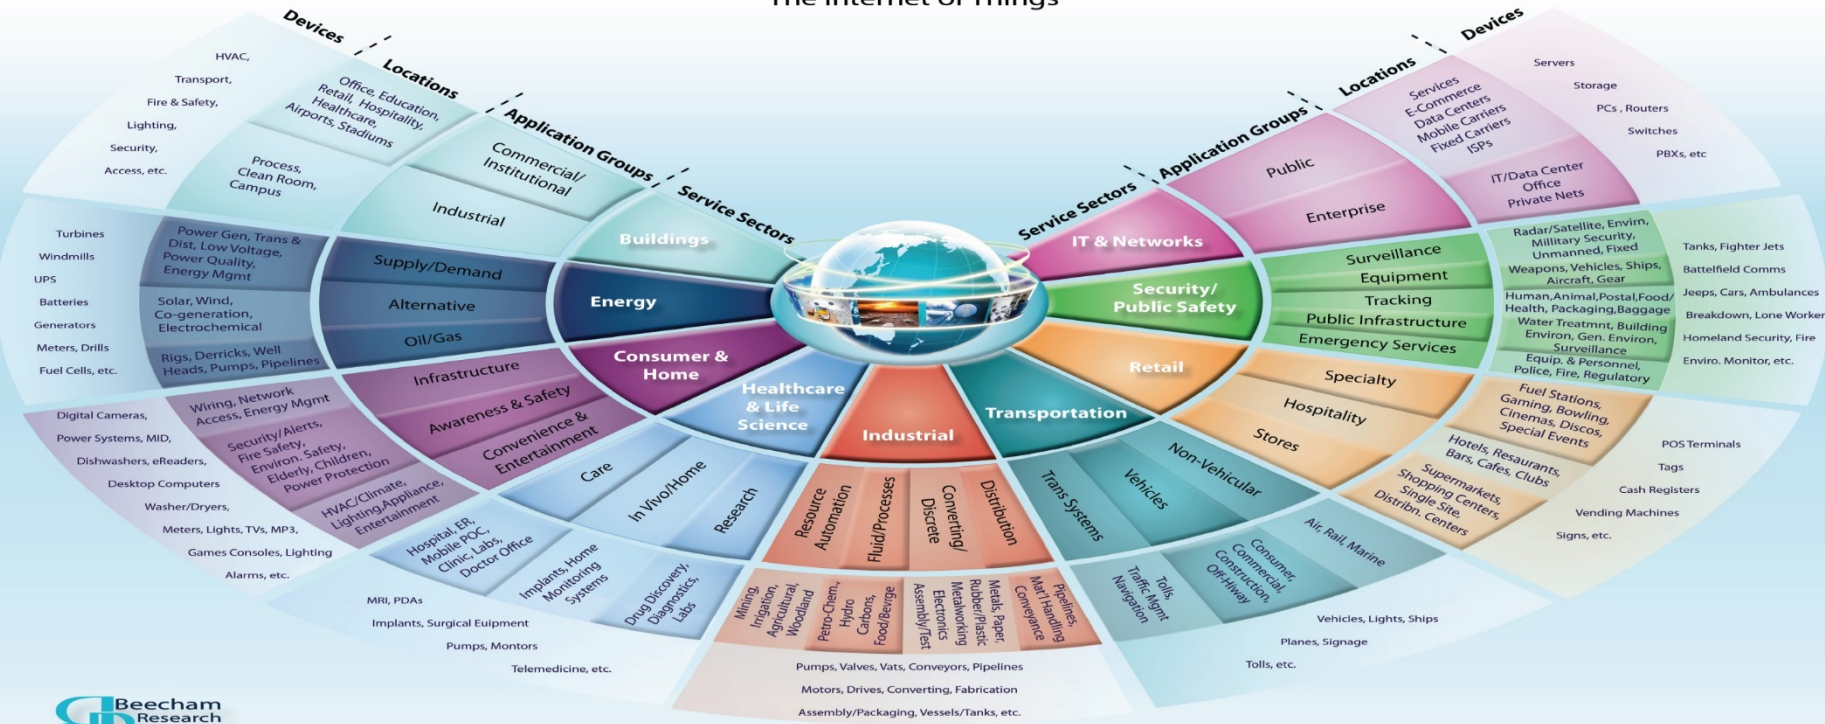 The Internet of Things
Devices
Locations
Application Groups
Service Sectors
HVAC,
Transport,
Fire & Safety,
Lighting,
Security,
Access, etc.
Office, Education,
Retail, Hospitality,
Healthcare,
Airports, Stadiums
Process,
Clean Room,
Campus
Commercial/
Institutional
Industrial
Buildings
Turbines
Windmills
UPS
Batteries
Generators
Meters, Drills
Fuel Cells, etc.
Power Gen, Trans &
Dist, Low Voltage,
Power Quality,
Energy Mgmt
Solar, Wind,
Co-generation,
Electrochemical
Rigs, Derricks, Well
Heads, Pumps, Pipelines
Supply/Demand
Alternative
Oil/Gas
Energy
Digital Cameras,
Power Systems, MID,
Dishwashers, eReaders,
Desktop Computers
Washer/Dryers,
Meters, Lights, TVs, MP3,
Games Consoles, Lighting
Alarms, etc.
Wiring, Network
Access, Energy Mgmt
Security/Alerts,
Fire Safety,
Environ. Safety,
Elderly, Children,
Power Protection
HVAC/Climate,
Lighting,Appliance,
Entertainment
Infrastructure
Awareness & Safety
Convenience &
Entertainment
Consumer &
Home
MRI, PDAs
Implants, Surgical Euipment
Pumps, Montors
Telemedicine, etc.
Hospital, ER,
Mobile POC,
Clinic, Labs,
Doctor Office
Implants, Home
Monitoring
Systems
Drug Discovery,
Diagnostics,
Labs
Care
In Vivo/Home
Research
Healthcare
& Life
Science
Industrial
Resource
Automation
Fluid/Processes
Converting/
Discrete
Distribution
Mining,
Irrigation,
Agricultural,
Woodland
Petro-Chem.,
Hydro
Carbons,
Food/Bevrge
Metals, Paper,
Rubber/Plastic
Metalworking
Electronics
Assembly/Test
Pipelines,
Mat'l Handling
Conveyance
Pumps, Valves, Vats, Conveyors, Pipelines
Motors, Drives, Converting, Fabrication
Assembly/Packaging, Vessels/Tanks, etc.
Transportation
Trans Systems
Vehicles
Non-Vehicular
Tolls,
Traffic Mgmt
Navigation
Consumer,
Commercial,
Construction,
Off-Hway
Air, Rail, Marine
Vehicles, Lights, Ships
Planes, Signage
Tolls, etc.
Retail
Specialty
Hospitality
Stores
Fuel Stations,
Gaming, Bowling,
Cinemas, Discos,
Special Events
Hotels, Resaurants,
Bars, Cafes, Clubs
Supermarkets,
Shopping Centers,
Single Site,
Distribn. Centers
POS Terminals
Tags
Cash Registers
Vending Machines
Signs, etc.
Security/
Public Safety
Surveillance
Equipment
Tracking
Public Infrastructure
Emergency Services
Radar/Satellite, Envirn,
Millitary Security,
Unmanned, Fixed
Weapons, Vehicles, Ships,
Aircraft, Gear
Human,Animal,Postal,Food/
Health, Packaging,Baggage
Water Treatmnt, Building
Environ, Gen. Environ,
Surveillance
Equip. & Personnel,
Police, Fire, Regulatory
Tanks, Fighter Jets
Battelfield Comms
Jeeps, Cars, Ambulances
Breakdown, Lone Worker
Homeland Security, Fire
Enviro. Monitor, etc.
IT & Networks
Public
Enterprise
Services
E-Commerce
Data Centers
Mobile Carriers
Fixed Carriers
ISPs
IT/Data Center
Office
Private Nets
Servers
Storage
PCs , Routers
Switches
PBXs, etc
Service Sectors
Application Groups
Locations
Devices
Beecham
Research